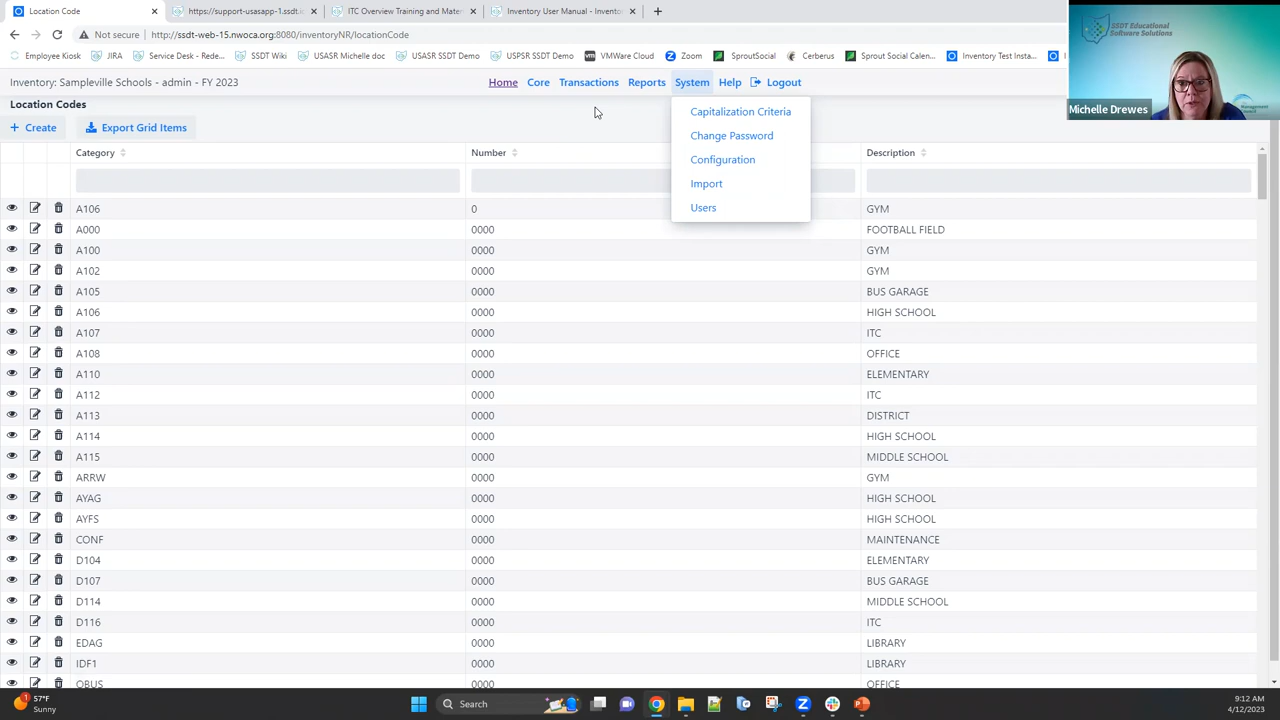 Location Code
https://support-usasapp-1.ssdt.io
ITC Overview Training and Mater
Inventory User Manual - Invento
Not secure
http://ssdt-web-15.nwoca.org:8080/inventoryNR/locationCode
Employee Kiosk
JIRA
Service Desk - Rede...
SSDT Wiki
USASR Michelle doc
USASR SSDT Demo
USPSR SSDT Demo
VMWare Cloud
Zoom
SproutSocial
Cerberus
Sprout Social Calen...
Inventory Test Insta...
SSDT Educational
Software Solutions
Michelle Drewes
Inventory: Sampleville Schools - admin - FY 2023
Home Core Transactions Reports System Help Logout
Location Codes
Create Export Grid Items
Capitalization Criteria
Change Password
Configuration
Import
Users
Category Number Description
A106 0 GYM
A000 0000 FOOTBALL FIELD
A100 0000 GYM
A102 0000 GYM
A105 0000 BUS GARAGE
A106 0000 HIGH SCHOOL
A107 0000 ITC
A108 0000 OFFICE
A110 0000 ELEMENTARY
A112 0000 ITC
A113 0000 DISTRICT
A114 0000 HIGH SCHOOL
A115 0000 MIDDLE SCHOOL
ARRW 0000 GYM
AYAG 0000 HIGH SCHOOL
AYFS 0000 HIGH SCHOOL
CONF 0000 MAINTENANCE
D104 0000 ELEMENTARY
D107 0000 BUS GARAGE
D114 0000 MIDDLE SCHOOL
D116 0000 ITC
EDAG 0000 LIBRARY
IDF1 0000 LIBRARY
OBUS 0000 OFFICE
57°F
Sunny
Search
9:12 AM
4/12/2023